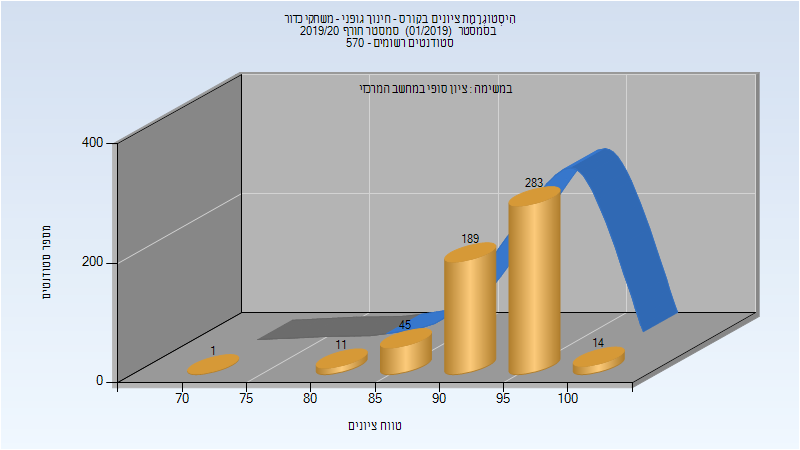 היסטוגרמת ציונים בקורס - חינוך גופני - משחקי כדור
בסמסטר (01/2019) סמסטר חורף 2019/20
סטודנטים רשומים - 570
במשימה : ציון סופי במחשב המרכזי
400
200
0
מספר סטודנטים
1
11
45
189
283
14
70 75 80 85 90 95 100
טווח ציונים